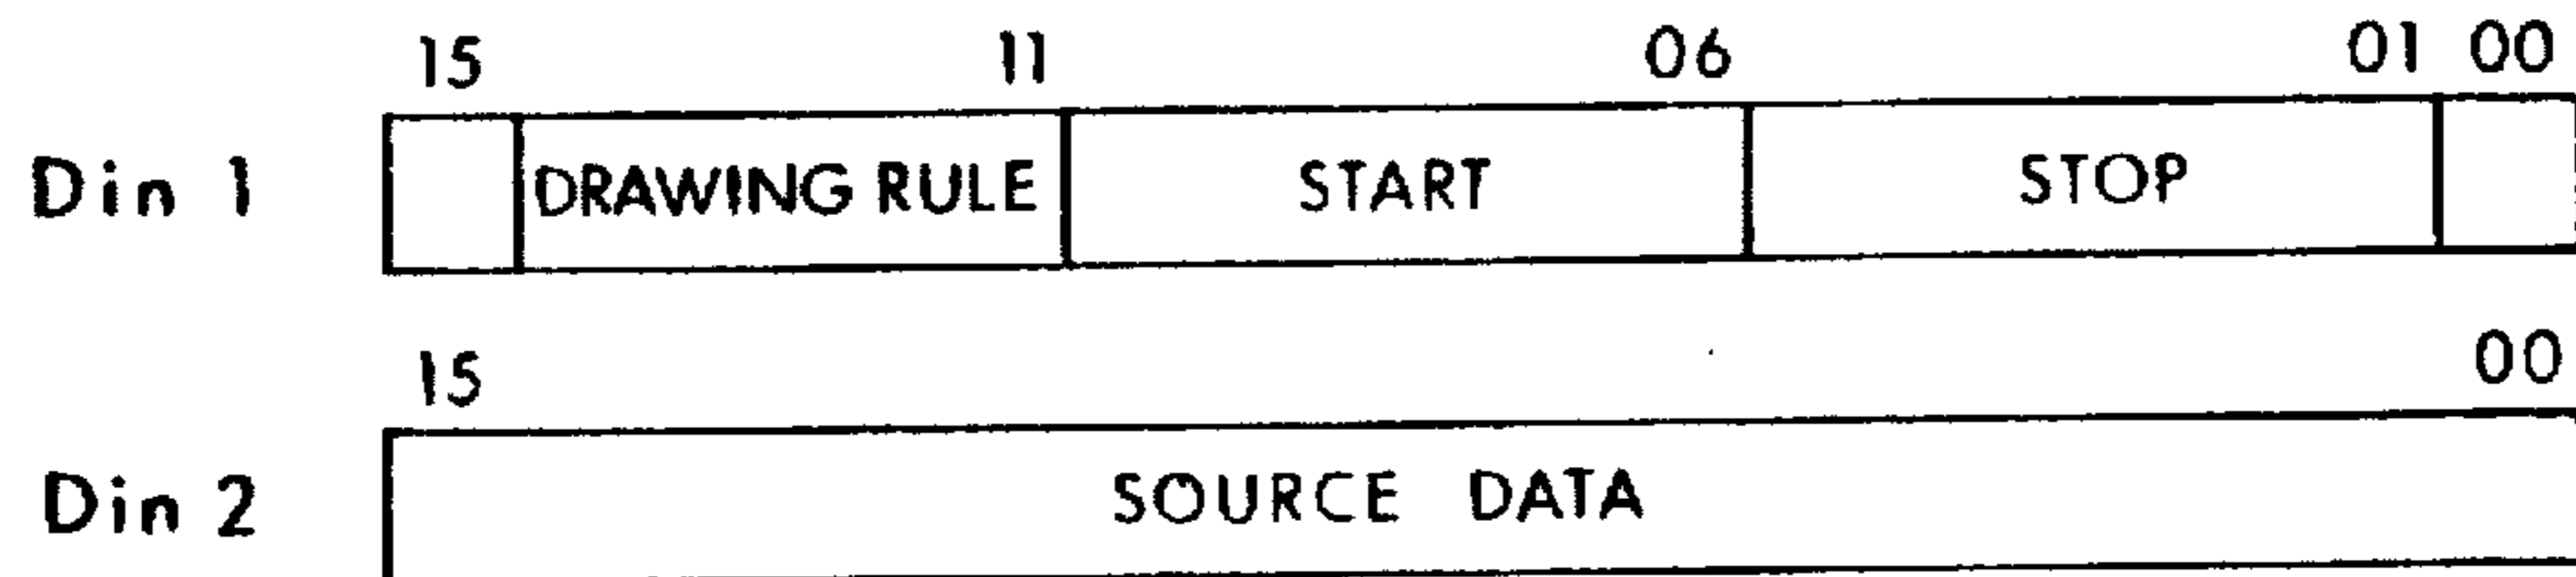 15 11 06 01 00
Din 1 DRAWING RULE START STOP
15 00
Din 2 SOURCE DATA